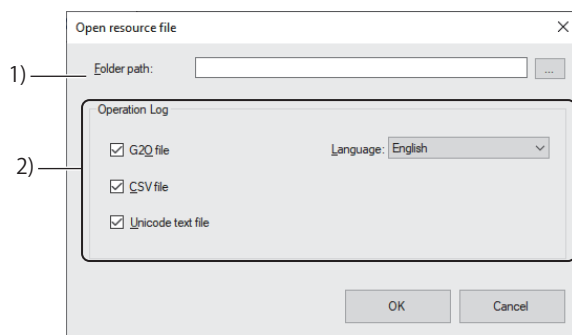 Open resource file
1)
Folder path:
...
Operation Log
2)
G2O file
Language: English
CSV file
Unicode text file
OK Cancel